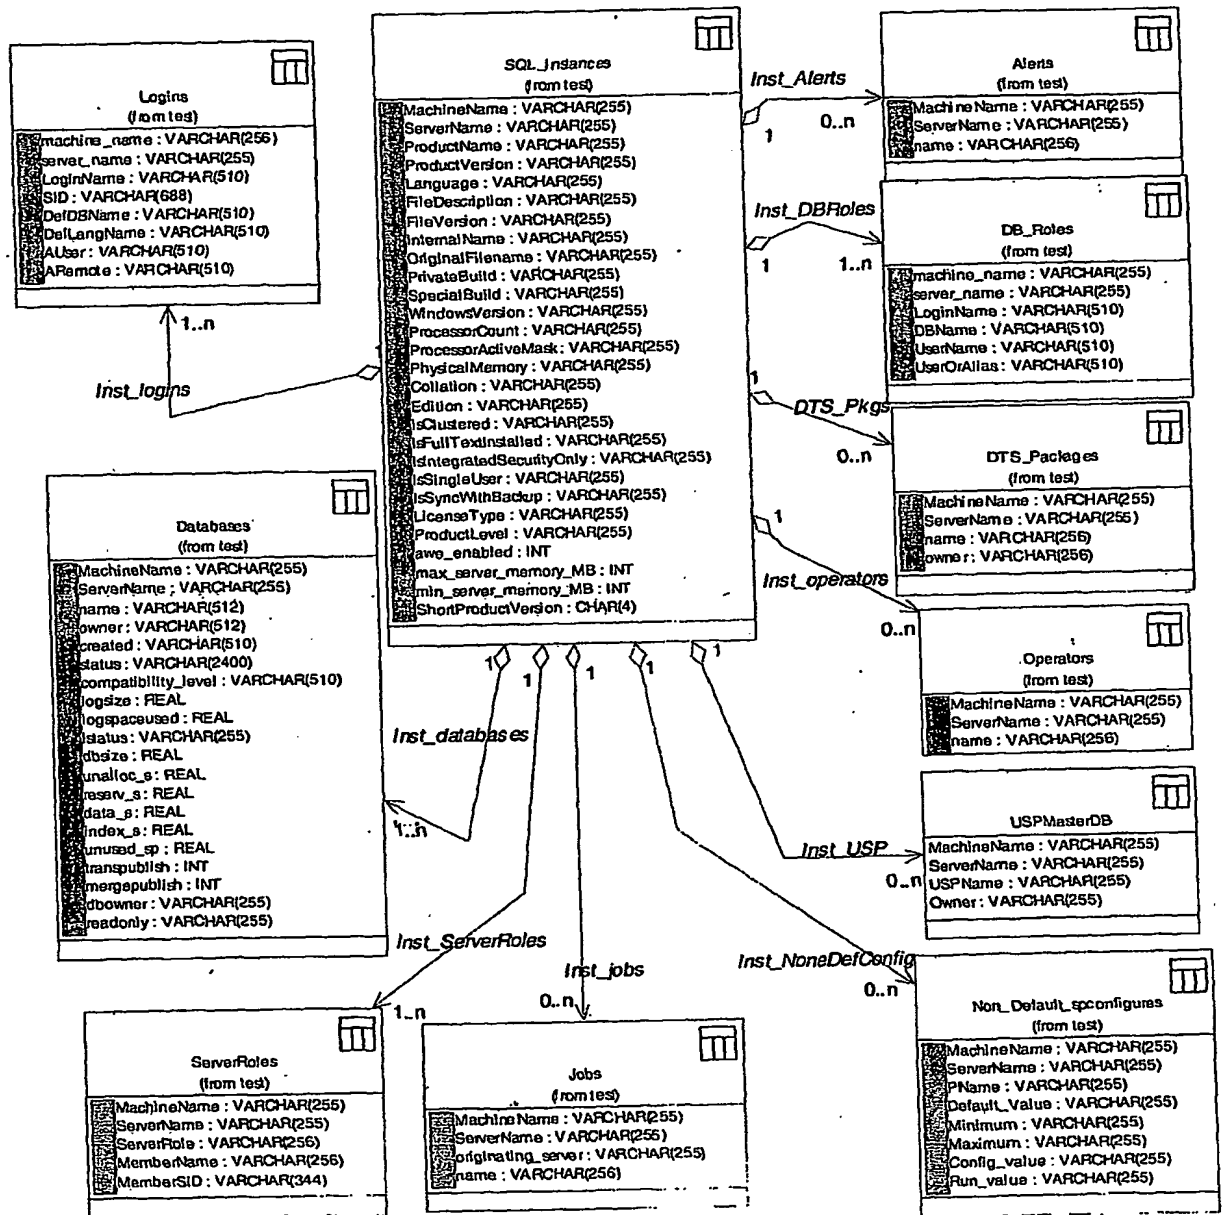 Logins
(from test)
machine_name : VARCHAR(256)
server_name : VARCHAR(255)
LoginName : VARCHAR(510)
SID : VARCHAR(688)
DefDBName : VARCHAR(510)
DefLangName : VARCHAR(510)
AUser : VARCHAR(510)
ARemote : VARCHAR(510)
1..n
Inst_logins
SQL_Instances
(from test)
MachineName : VARCHAR(255)
ServerName : VARCHAR(255)
ProductName : VARCHAR(255)
ProductVersion : VARCHAR(255)
Language : VARCHAR(255)
FileDescription : VARCHAR(255)
FileVersion : VARCHAR(255)
InternalName : VARCHAR(255)
OriginalFilename : VARCHAR(255)
PrivateBuild : VARCHAR(255)
SpecialBuild : VARCHAR(255)
WindowsVersion : VARCHAR(255)
ProcessorCount : VARCHAR(255)
ProcessorActiveMask : VARCHAR(255)
PhysicalMemory : VARCHAR(255)
Collation : VARCHAR(255)
Edition : VARCHAR(255)
IsClustered : VARCHAR(255)
IsFullTextInstalled : VARCHAR(255)
IsIntegratedSecurityOnly : VARCHAR(255)
IsSingleUser : VARCHAR(255)
IsSyncWithBackup : VARCHAR(255)
LicenseType : VARCHAR(255)
ProductLevel : VARCHAR(255)
awe_enabled : INT
max_server_memory_MB : INT
min_server_memory_MB : INT
ShortProductVersion : CHAR(4)
Inst_Alerts
1
0..n
Alerts
(from test)
MachineName : VARCHAR(255)
ServerName : VARCHAR(255)
name : VARCHAR(256)
Inst_DBRoles
1
1..n
DB_Roles
(from test)
machine_name : VARCHAR(255)
server_name : VARCHAR(255)
LoginName : VARCHAR(510)
DBName : VARCHAR(510)
UserName : VARCHAR(510)
UserOrAlias : VARCHAR(510)
1
DTS_Pkgs
0..n
DTS_Packages
(from test)
MachineName : VARCHAR(255)
ServerName : VARCHAR(255)
name : VARCHAR(256)
owner : VARCHAR(256)
1
Inst_operators
0..n
Operators
(from test)
MachineName : VARCHAR(255)
ServerName : VARCHAR(255)
name : VARCHAR(256)
Databases
(from test)
MachineName : VARCHAR(255)
ServerName : VARCHAR(255)
name : VARCHAR(512)
owner : VARCHAR(512)
created : VARCHAR(510)
status : VARCHAR(2400)
compatibility_level : VARCHAR(510)
logsize : REAL
logspaceused : REAL
lstatus : VARCHAR(255)
dbsize : REAL
unalloc_s : REAL
reserv_s : REAL
data_s : REAL
index_s : REAL
unused_sp : REAL
transpublish : INT
mergepublish : INT
dbowner : VARCHAR(255)
readonly : VARCHAR(255)
1
1
1
1
1
Inst_databases
1..n
Inst_USP
0..n
USPMasterDB
MachineName : VARCHAR(255)
ServerName : VARCHAR(255)
USPName : VARCHAR(255)
Owner : VARCHAR(255)
Inst_ServerRoles
1..n
Inst_jobs
0..n
Inst_NoneDefConfig
0..n
ServerRoles
(from test)
MachineName : VARCHAR(255)
ServerName : VARCHAR(255)
ServerRole : VARCHAR(256)
MemberName : VARCHAR(256)
MemberSID : VARCHAR(344)
Jobs
(from test)
MachineName : VARCHAR(255)
ServerName : VARCHAR(255)
originating_server : VARCHAR(255)
name : VARCHAR(256)
Non_Default_spconfigures
(from test)
MachineName : VARCHAR(255)
ServerName : VARCHAR(255)
PName : VARCHAR(255)
Default_Value : VARCHAR(255)
Minimum : VARCHAR(255)
Maximum : VARCHAR(255)
Config_value : VARCHAR(255)
Run_value : VARCHAR(255)